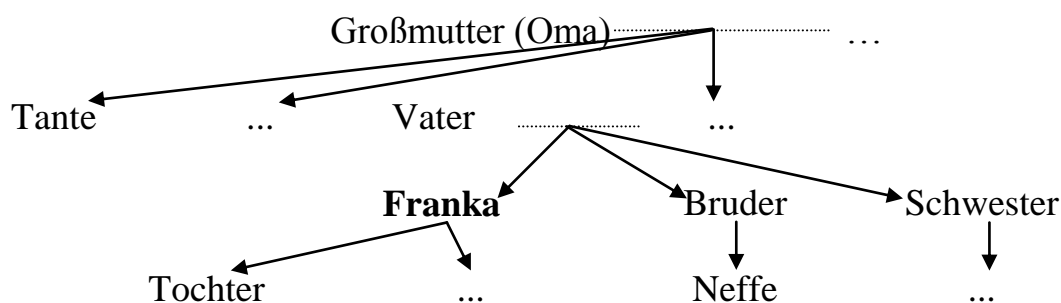 Großmutter (Oma) ...
Tante ... Vater ...
Franka Bruder Schwester
Tochter ... Neffe ...